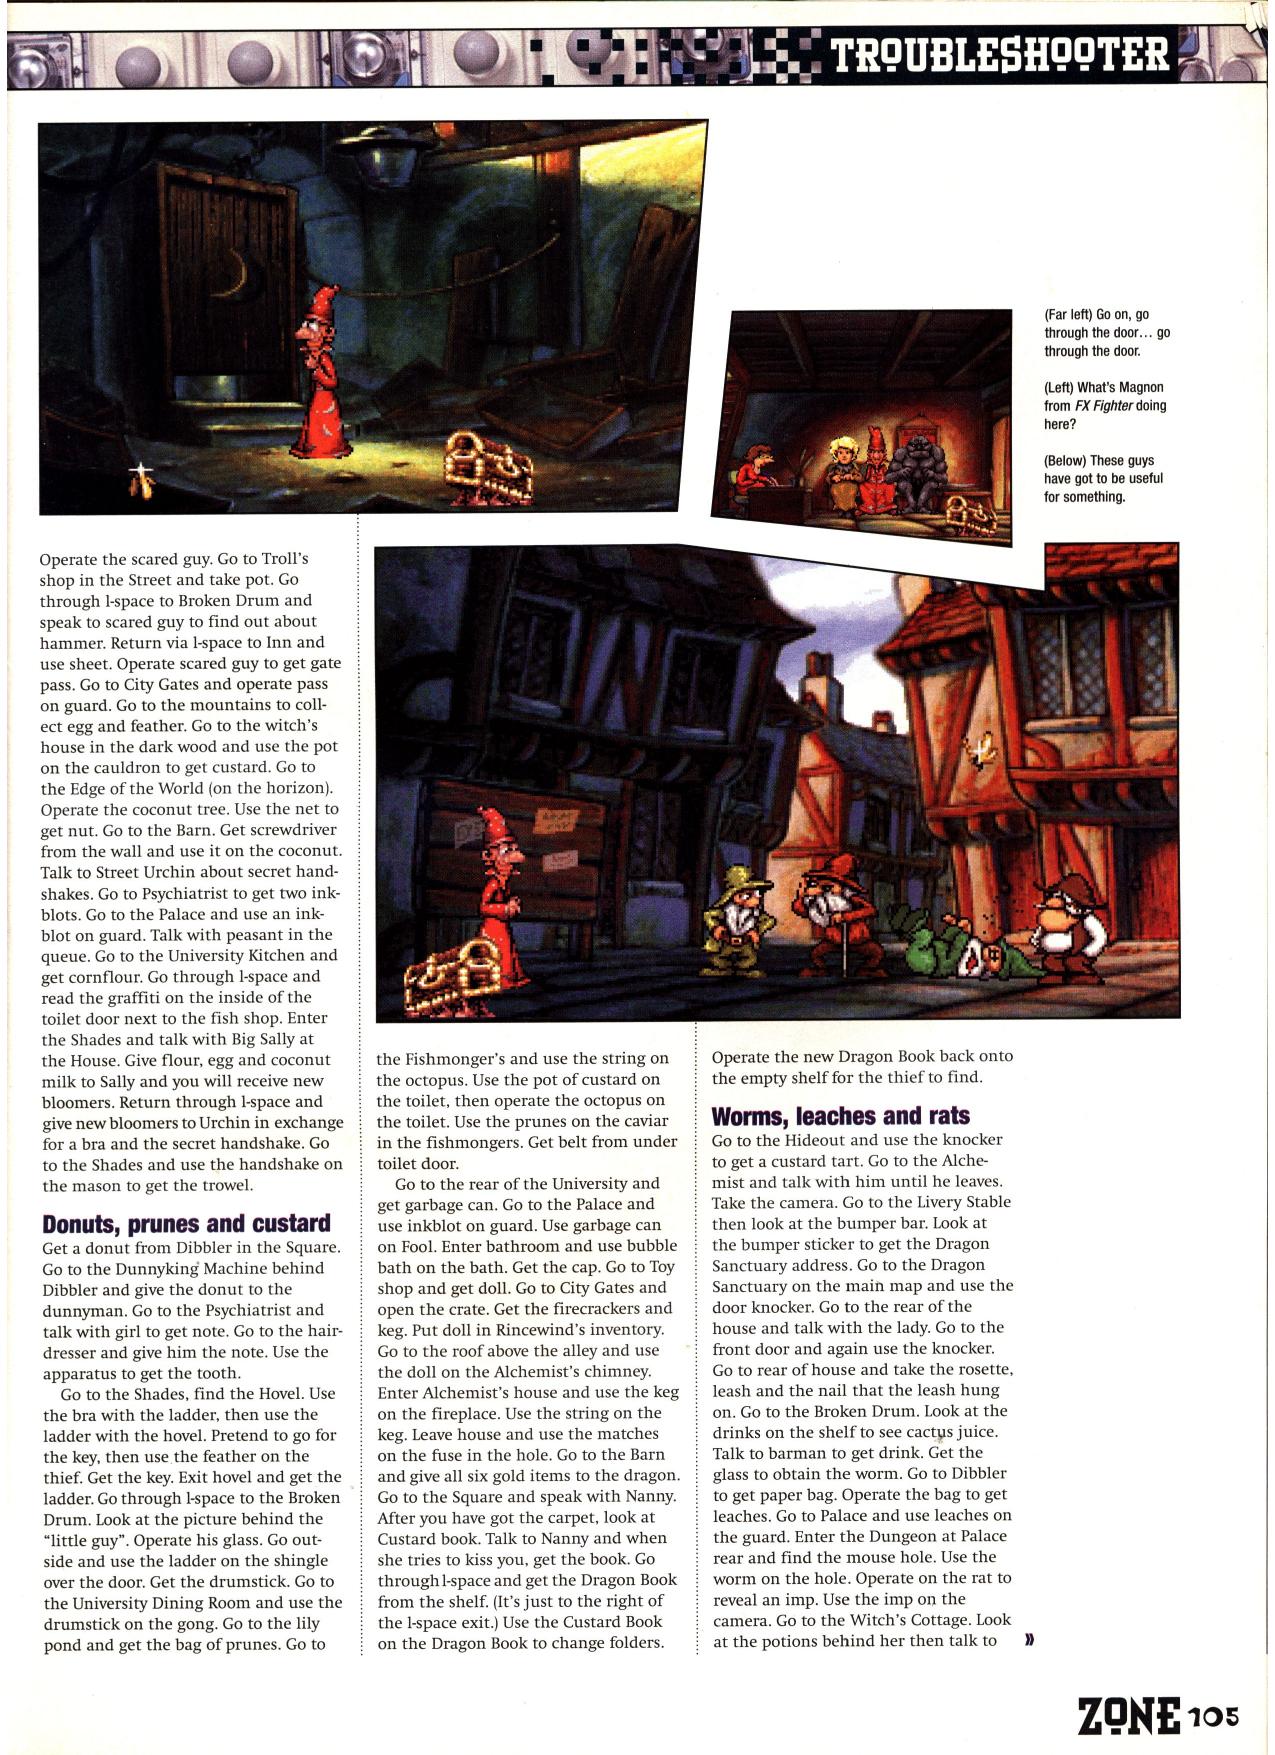 TROUBLESHOOTER
(Far left) Go on, go
through the door… go
through the door.
(Left) What's Magnon
from FX Fighter doing
here?
(Below) These guys
have got to be useful
for something.
Operate the scared guy. Go to Troll's
shop in the Street and take pot. Go
through l-space to Broken Drum and
speak to scared guy to find out about
hammer. Return via l-space to Inn and
use sheet. Operate scared guy to get gate
pass. Go to City Gates and operate pass
on guard. Go to the mountains to coll-
ect egg and feather. Go to the witch's
house in the dark wood and use the pot
on the cauldron to get custard. Go to
the Edge of the World (on the horizon).
Operate the coconut tree. Use the net to
get nut. Go to the Barn. Get screwdriver
from the wall and use it on the coconut.
Talk to Street Urchin about secret hand-
shakes. Go to Psychiatrist to get two ink-
blots. Go to the Palace and use an ink-
blot on guard. Talk with peasant in the
queue. Go to the University Kitchen and
get cornflour. Go through l-space and
read the graffiti on the inside of the
toilet door next to the fish shop. Enter
the Shades and talk with Big Sally at
the House. Give flour, egg and coconut
milk to Sally and you will receive new
bloomers. Return through l-space and
give new bloomers to Urchin in exchange
for a bra and the secret handshake. Go
to the Shades and use the handshake on
the mason to get the trowel.
Donuts, prunes and custard
Get a donut from Dibbler in the Square.
Go to the Dunnyking Machine behind
Dibbler and give the donut to the
dunnyman. Go to the Psychiatrist and
talk with girl to get note. Go to the hair-
dresser and give him the note. Use the
apparatus to get the tooth.
Go to the Shades, find the Hovel. Use
the bra with the ladder, then use the
ladder with the hovel. Pretend to go for
the key, then use the feather on the
thief. Get the key. Exit hovel and get the
ladder. Go through l-space to the Broken
Drum. Look at the picture behind the
“little guy”. Operate his glass. Go out-
side and use the ladder on the shingle
over the door. Get the drumstick. Go to
the University Dining Room and use the
drumstick on the gong. Go to the lily
pond and get the bag of prunes. Go to
the Fishmonger's and use the string on
the octopus. Use the pot of custard on
the toilet, then operate the octopus on
the toilet. Use the prunes on the caviar
in the fishmongers. Get belt from under
toilet door.
Go to the rear of the University and
get garbage can. Go to the Palace and
use inkblot on guard. Use garbage can
on Fool. Enter bathroom and use bubble
bath on the bath. Get the cap. Go to Toy
shop and get doll. Go to City Gates and
open the crate. Get the firecrackers and
keg. Put doll in Rincewind's inventory.
Go to the roof above the alley and use
the doll on the Alchemist's chimney.
Enter Alchemist's house and use the keg
on the fireplace. Use the string on the
keg. Leave house and use the matches
on the fuse in the hole. Go to the Barn
and give all six gold items to the dragon.
Go to the Square and speak with Nanny.
After you have got the carpet, look at
Custard book. Talk to Nanny and when
she tries to kiss you, get the book. Go
through l-space and get the Dragon Book
from the shelf. (It's just to the right of
the l-space exit.) Use the Custard Book
on the Dragon Book to change folders.
Operate the new Dragon Book back onto
the empty shelf for the thief to find.
Worms, leaches and rats
Go to the Hideout and use the knocker
to get a custard tart. Go to the Alche-
mist and talk with him until he leaves.
Take the camera. Go to the Livery Stable
then look at the bumper bar. Look at
the bumper sticker to get the Dragon
Sanctuary address. Go to the Dragon
Sanctuary on the main map and use the
door knocker. Go to the rear of the
house and talk with the lady. Go to the
front door and again use the knocker.
Go to rear of house and take the rosette,
leash and the nail that the leash hung
on. Go to the Broken Drum. Look at the
drinks on the shelf to see cactus juice.
Talk to barman to get drink. Get the
glass to obtain the worm. Go to Dibbler
to get paper bag. Operate the bag to get
leaches. Go to Palace and use leaches on
the guard. Enter the Dungeon at Palace
rear and find the mouse hole. Use the
worm on the hole. Operate on the rat to
reveal an imp. Use the imp on the
camera. Go to the Witch's Cottage. Look
at the potions behind her then talk to »
ZONE 105